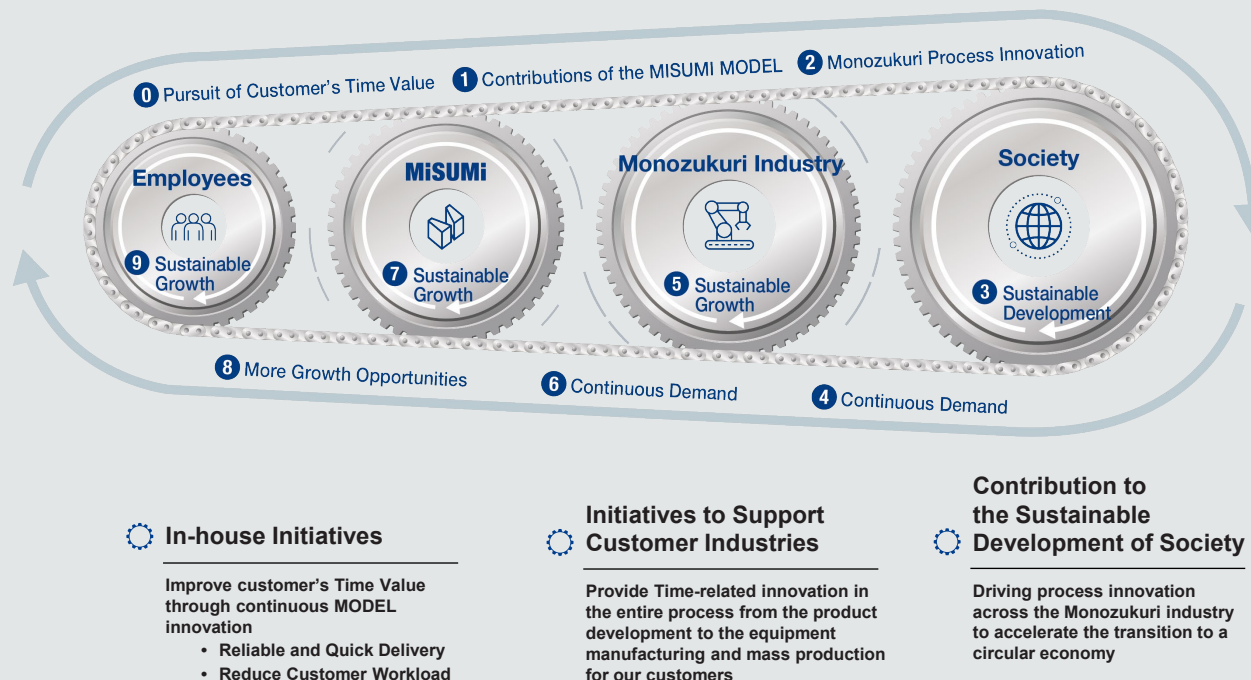 0 Pursuit of Customer's Time Value
1 Contributions of the MISUMI MODEL
2 Monozukuri Process Innovation
Employees
9 Sustainable
Growth
MiSUMi
7 Sustainable
Growth
Monozukuri Industry
5 Sustainable
Growth
Society
3 Sustainable
Development
8 More Growth Opportunities
6 Continuous Demand
4 Continuous Demand
In-house Initiatives
Improve customer's Time Value
through continuous MODEL
innovation
• Reliable and Quick Delivery
• Reduce Customer Workload
Initiatives to Support
Customer Industries
Provide Time-related innovation in
the entire process from the product
development to the equipment
manufacturing and mass production
for our customers
Contribution to
the Sustainable
Development of Society
Driving process innovation
across the Monozukuri industry
to accelerate the transition to a
circular economy